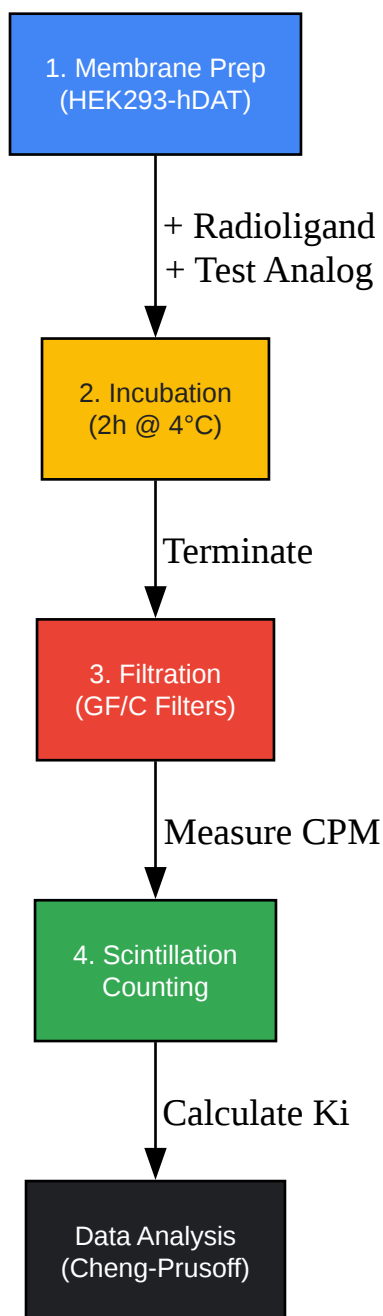 1. Membrane Prep
(HEK293-hDAT)
+ Radioligand
+ Test Analog
2. Incubation
(2h @ 4°C)
Terminate
3. Filtration
(GF/C Filters)
Measure CPM
4. Scintillation
Counting
Calculate Ki
Data Analysis
(Cheng-Prusoff)